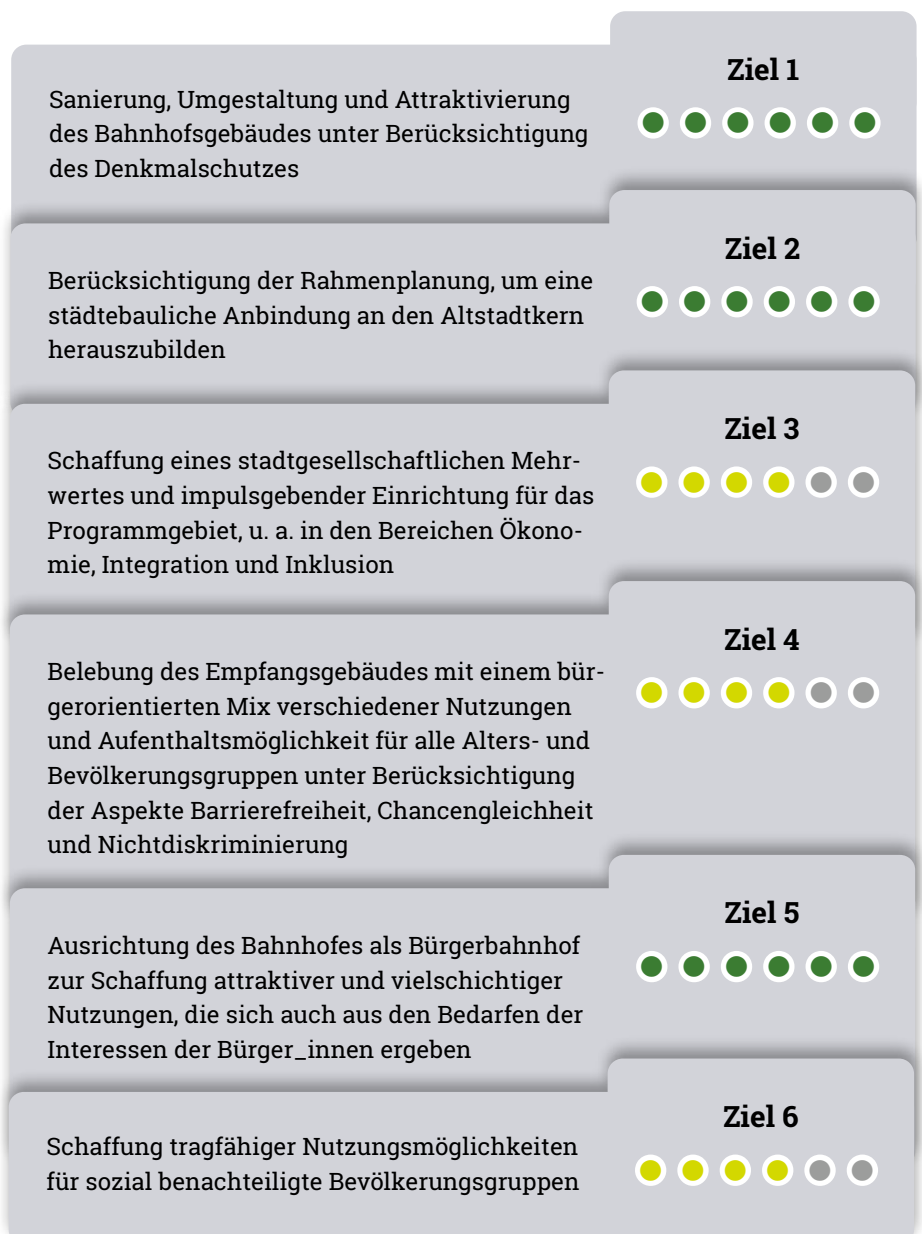 Ziel 1
Sanierung, Umgestaltung und Attraktivierung
des Bahnhofsgebäudes unter Berücksichtigung
des Denkmalschutzes
Ziel 2
Berücksichtigung der Rahmenplanung, um eine
städtebauliche Anbindung an den Altstadtkern
herauszubilden
Ziel 3
Schaffung eines stadtgesellschaftlichen Mehr-
wertes und impulsgebender Einrichtung für das
Programmgebiet, u. a. in den Bereichen Ökono-
mie, Integration und Inklusion
Ziel 4
Belebung des Empfangsgebäudes mit einem bür-
gerorientierten Mix verschiedener Nutzungen
und Aufenthaltsmöglichkeit für alle Alters- und
Bevölkerungsgruppen unter Berücksichtigung
der Aspekte Barrierefreiheit, Chancengleichheit
und Nichtdiskriminierung
Ziel 5
Ausrichtung des Bahnhofes als Bürgerbahnhof
zur Schaffung attraktiver und vielschichtiger
Nutzungen, die sich auch aus den Bedarfen der
Interessen der Bürger_innen ergeben
Ziel 6
Schaffung tragfähiger Nutzungsmöglichkeiten
für sozial benachteiligte Bevölkerungsgruppen